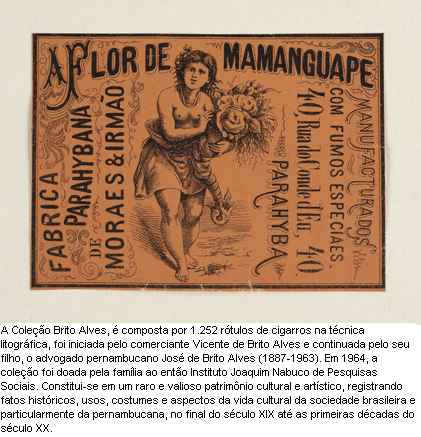 A FLOR DE MAMANGUAPE
FABRICA
PARAHYBANA
DE
MORAES & IRMÃO
MANUFACTURADOS
COM FUMOS ESPECIAES.
40, Rua do Conde d'Eu, 40
PARAHYBA
A Coleção Brito Alves, é composta por 1.252 rótulos de cigarros na técnica
litográfica, foi iniciada pelo comerciante Vicente de Brito Alves e continuada pelo seu
filho, o advogado pernambucano José de Brito Alves (1887-1963). Em 1964, a
coleção foi doada pela família ao então Instituto Joaquim Nabuco de Pesquisas
Sociais. Constitui-se em um raro e valioso patrimônio cultural e artístico, registrando
fatos históricos, usos, costumes e aspectos da vida cultural da sociedade brasileira e
particularmente da pernambucana, no final do século XIX até as primeiras décadas do
século XX.